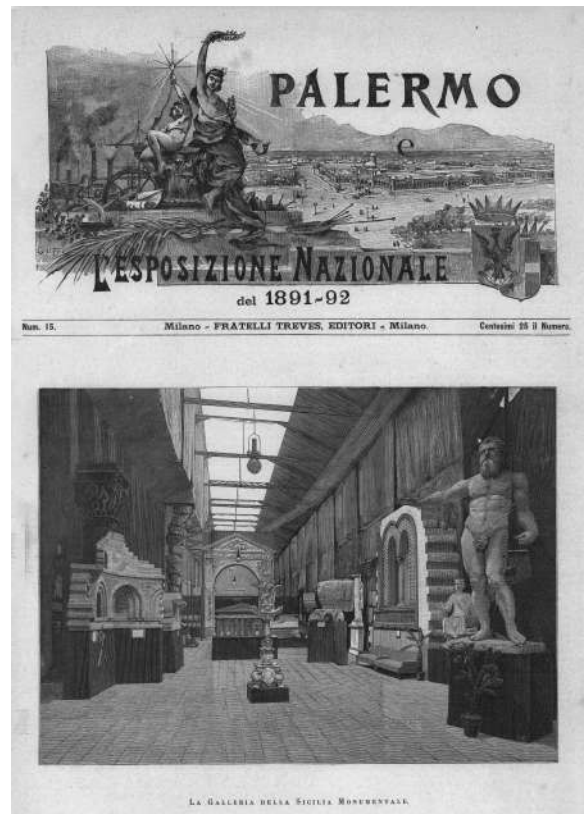 PALERMO
e
L'ESPOSIZIONE NAZIONALE
del 1891-92
Num. 15. Milano - FRATELLI TREVES, EDITORI - Milano. Centesimi 25 il Numero.
LA GALLERIA DELLA SICILIA MONUMENTALE.